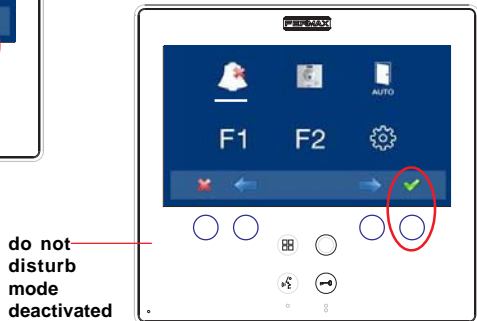 FERMAX
AUTO
F1 F2
do not
disturb
mode
deactivated